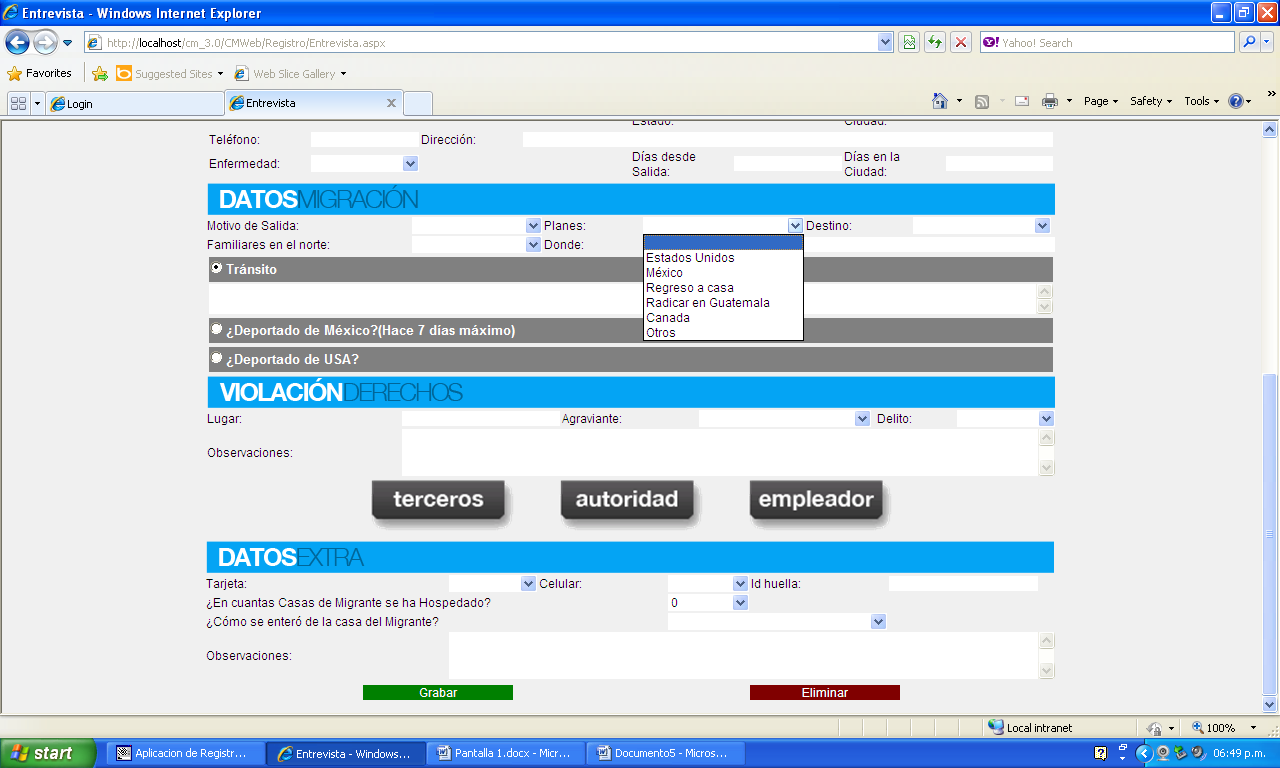 Entrevista - Windows Internet Explorer
http://localhost/cm_3.0/CMWeb/Registro/Entrevista.aspx
Yahoo! Search
Favorites Suggested Sites Web Slice Gallery
Login Entrevista X Page Safety Tools
Estado: Ciudad:
Teléfono: Dirección:
Enfermedad: Días desde Salida: Días en la Ciudad:
DATOSMIGRACIÓN
Motivo de Salida: Planes: Destino:
Familiares en el norte: Donde:
Estados Unidos
México
Regreso a casa
Radicar en Guatemala
Canada
Otros
Tránsito
¿Deportado de México?(Hace 7 días máximo)
¿Deportado de USA?
VIOLACIÓNDERECHOS
Lugar: Agraviante: Delito:
Observaciones:
terceros autoridad empleador
DATOSEXTRA
Tarjeta: Celular: Id huella:
¿En cuantas Casas de Migrante se ha Hospedado? 0
¿Cómo se enteró de la casa del Migrante?
Observaciones:
Grabar Eliminar
Local intranet 100%
start Aplicacion de Registr... Entrevista - Windows... Pantalla 1.docx - Micr... Documento5 - Micros... 06:49 p.m.